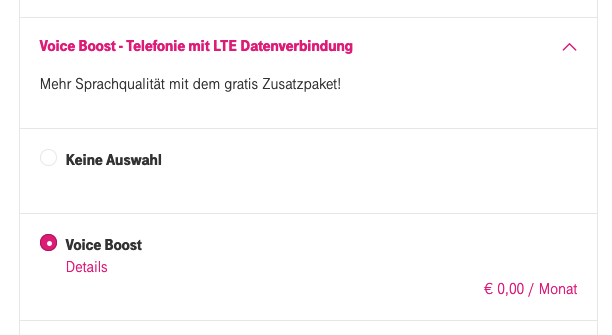 Voice Boost - Telefonie mit LTE Datenverbindung
Mehr Sprachqualität mit dem gratis Zusatzpaket!
Keine Auswahl
Voice Boost
Details
€ 0,00 / Monat